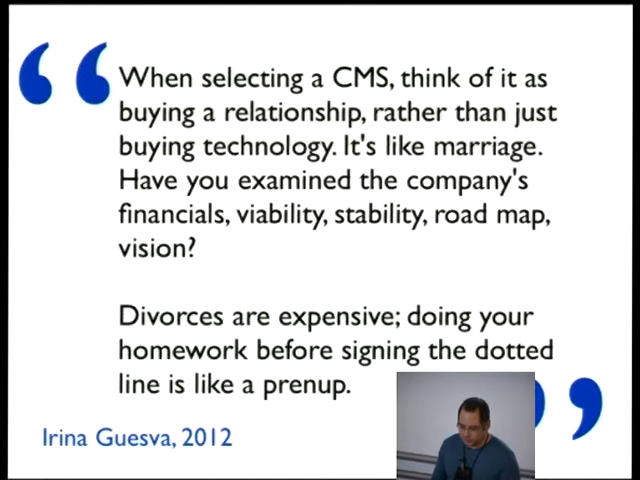 When selecting a CMS, think of it as
buying a relationship, rather than just
buying technology. It's like marriage.
Have you examined the company's
financials, viability, stability, road map,
vision?
Divorces are expensive; doing your
homework before signing the dotted
line is like a prenup.
Irina Guesva, 2012